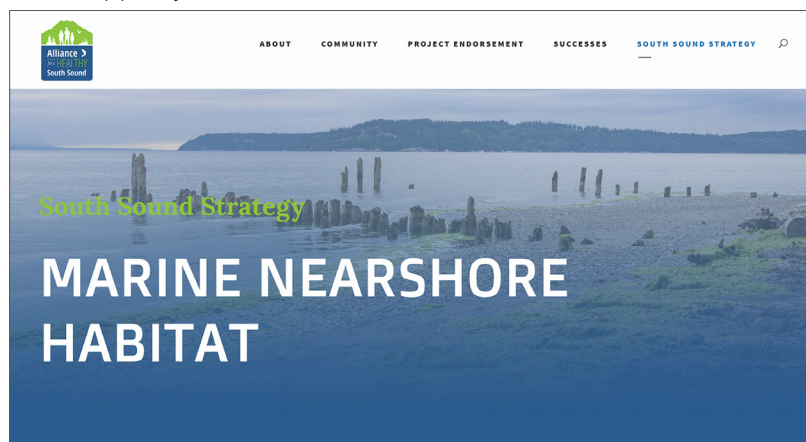 Alliance
for HEALTHY
South Sound
ABOUT COMMUNITY PROJECT ENDORSEMENT SUCCESSES SOUTH SOUND STRATEGY
South Sound Strategy
MARINE NEARSHORE
HABITAT